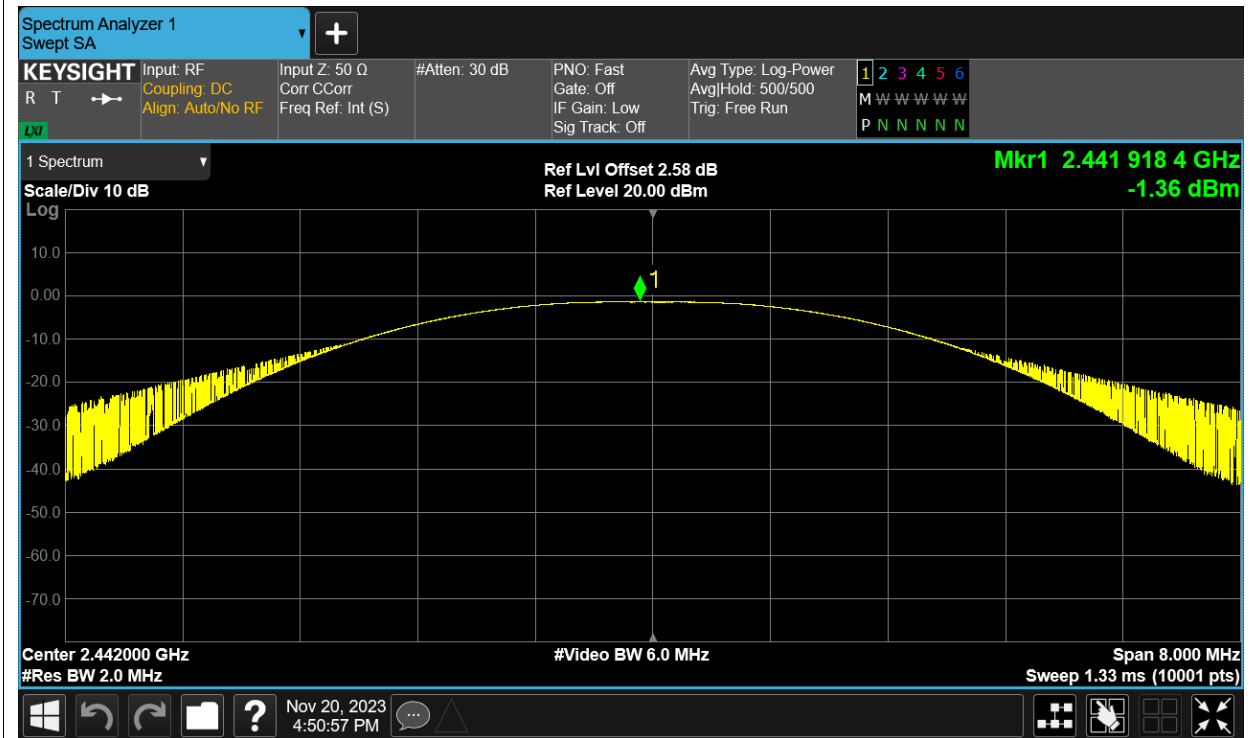 Spectrum Analyzer 1
Swept SA
+
KEYSIGHT
R T
LXI
Input: RF
Coupling: DC
Align: Auto/No RF
Input Z: 50 Ω
Corr CCorr
Freq Ref: Int (S)
#Atten: 30 dB
PNO: Fast
Gate: Off
IF Gain: Low
Sig Track: Off
Avg Type: Log-Power
Avg|Hold: 500/500
Trig: Free Run
1 2 3 4 5 6
M W W W W W
P N N N N N
1 Spectrum
Scale/Div 10 dB
Log
Ref Lvl Offset 2.58 dB
Ref Level 20.00 dBm
Mkr1 2.441 918 4 GHz
-1.36 dBm
10.0
0.00
-10.0
-20.0
-30.0
-40.0
-50.0
-60.0
-70.0
1
Center 2.442000 GHz
#Res BW 2.0 MHz
#Video BW 6.0 MHz
Span 8.000 MHz
Sweep 1.33 ms (10001 pts)
?
Nov 20, 2023
4:50:57 PM